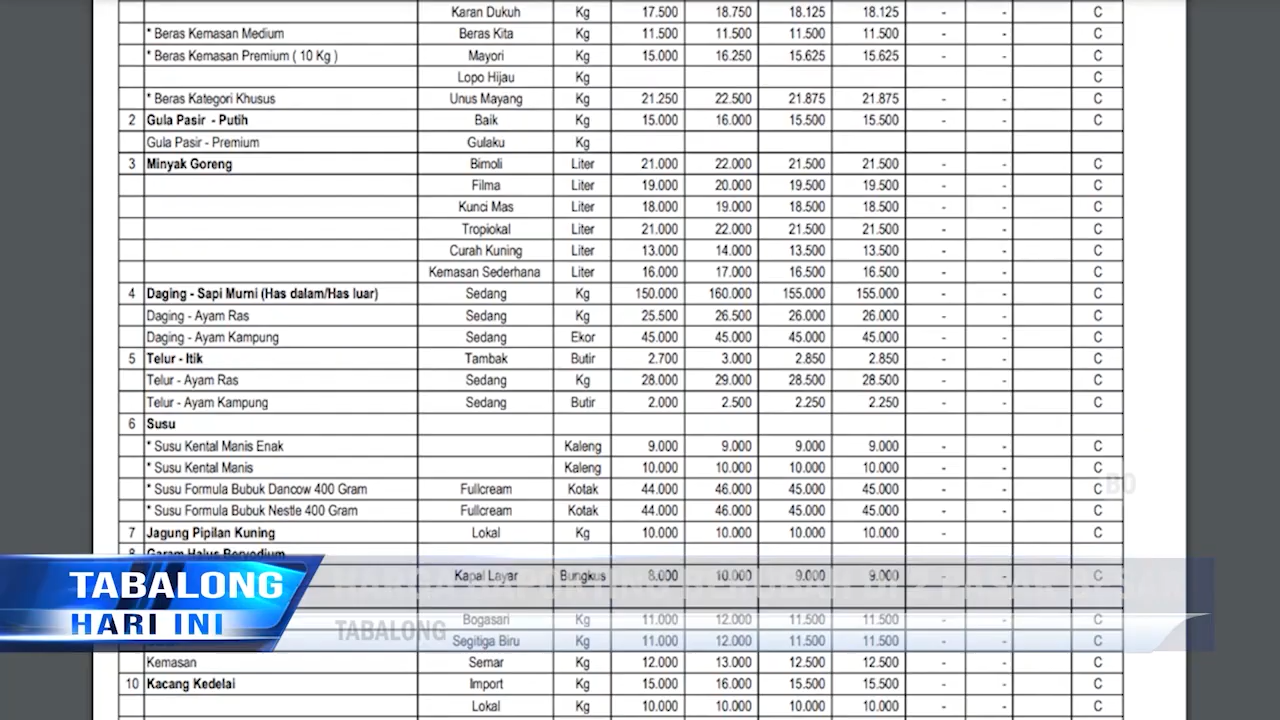 Karan Dukuh Kg 17.500 18.750 18.125 18.125 - - C
* Beras Kemasan Medium Beras Kita Kg 11.500 11.500 11.500 11.500 - - C
* Beras Kemasan Premium ( 10 Kg ) Mayori Kg 15.000 16.250 15.625 15.625 - - C
Lopo Hijau Kg C
* Beras Kategori Khusus Unus Mayang Kg 21.250 22.500 21.875 21.875 - - C
2 Gula Pasir - Putih Baik Kg 15.000 16.000 15.500 15.500 - - C
Gula Pasir - Premium Gulaku Kg
3 Minyak Goreng Bimoli Liter 21.000 22.000 21.500 21.500 - - C
Filma Liter 19.000 20.000 19.500 19.500 - - C
Kunci Mas Liter 18.000 19.000 18.500 18.500 - - C
Tropiokal Liter 21.000 22.000 21.500 21.500 - - C
Curah Kuning Liter 13.000 14.000 13.500 13.500 - - C
Kemasan Sederhana Liter 16.000 17.000 16.500 16.500 - - C
4 Daging - Sapi Murni (Has dalam/Has luar) Sedang Kg 150.000 160.000 155.000 155.000 - - C
Daging - Ayam Ras Sedang Kg 25.500 26.500 26.000 26.000 - - C
Daging - Ayam Kampung Sedang Ekor 45.000 45.000 45.000 45.000 - - C
5 Telur - Itik Tambak Butir 2.700 3.000 2.850 2.850 - - C
Telur - Ayam Ras Sedang Kg 28.000 29.000 28.500 28.500 - - C
Telur - Ayam Kampung Sedang Butir 2.000 2.500 2.250 2.250 - - C
6 Susu
* Susu Kental Manis Enak Kaleng 9.000 9.000 9.000 9.000 - - C
* Susu Kental Manis Kaleng 10.000 10.000 10.000 10.000 - - C
* Susu Formula Bubuk Dancow 400 Gram Fullcream Kotak 44.000 46.000 45.000 45.000 - - C
BO
* Susu Formula Bubuk Nestle 400 Gram Fullcream Kotak 44.000 46.000 45.000 45.000 - - C
7 Jagung Pipilan Kuning Lokal Kg 10.000 10.000 10.000 10.000 - - C
8 Garam Halus Beryodium
Kapal Layar Bungkus 8.000 10.000 9.000 9.000 - - C
TABALONG
HARI INI
Bogasari Kg 11.000 12.000 11.500 11.500 - - C
TABALONG
Segitiga Biru Kg 11.000 12.000 11.500 11.500 - - C
Kemasan Semar Kg 12.000 13.000 12.500 12.500 - - C
10 Kacang Kedelai Import Kg 15.000 16.000 15.500 15.500 - - C
Lokal Kg 10.000 10.000 10.000 10.000 - - C